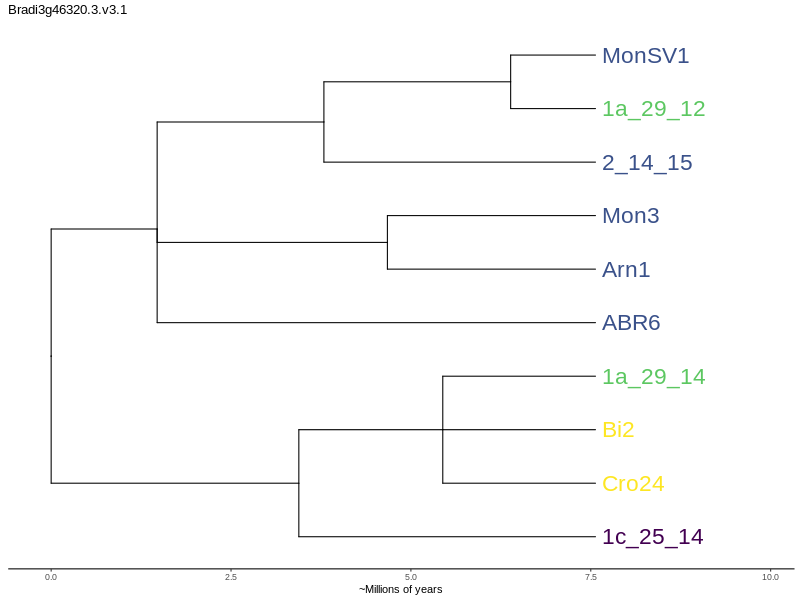 Bradi3g46320.3.v3.1
MonSV1
1a_29_12
2_14_15
Mon3
Arn1
ABR6
1a_29_14
Bi2
Cro24
1c_25_14
0.0 2.5 5.0 7.5 10.0
~Millions of years